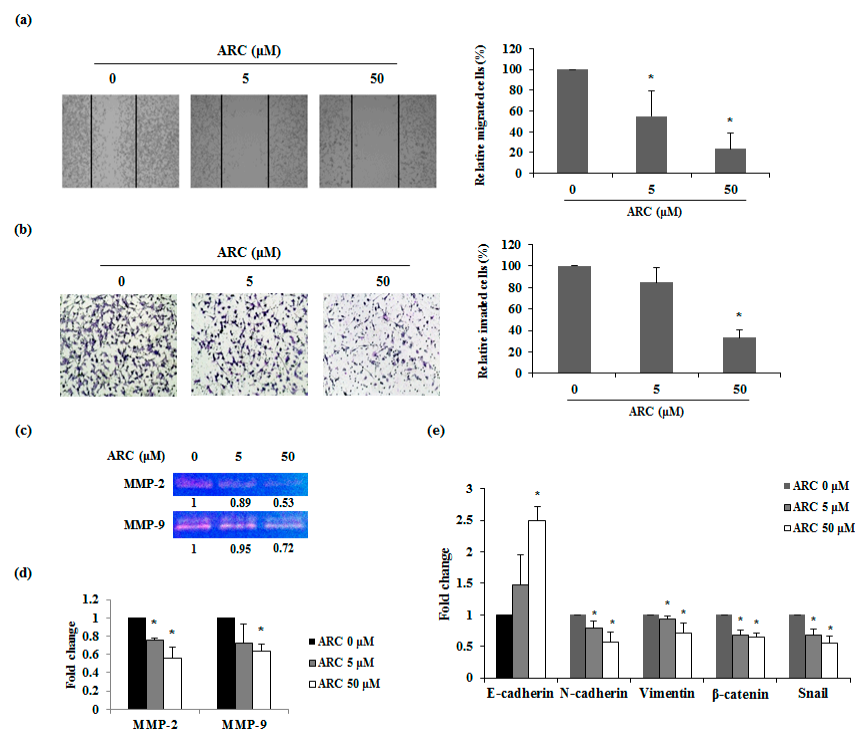 (a)
ARC (µM)
0 5 50
Relative migrated cells (%)
120
100
80
60
40
20
0
*
*
0 5 50
ARC (µM)
(b)
ARC (µM)
0 5 50
Relative invaded cells (%)
120
100
80
60
40
20
0
*
0 5 50
ARC (µM)
(c)
ARC (µM) 0 5 50
MMP-2
1 0.89 0.53
MMP-9
1 0.95 0.72
(d)
Fold change
1.2
1
0.8
0.6
0.4
0.2
0
* * *
MMP-2 MMP-9
ARC 0 µM
ARC 5 µM
ARC 50 µM
(e)
Fold change
3
2.5
2
1.5
1
0.5
0
* * * * * * * * *
E-cadherin N-cadherin Vimentin β-catenin Snail
ARC 0 µM
ARC 5 µM
ARC 50 µM